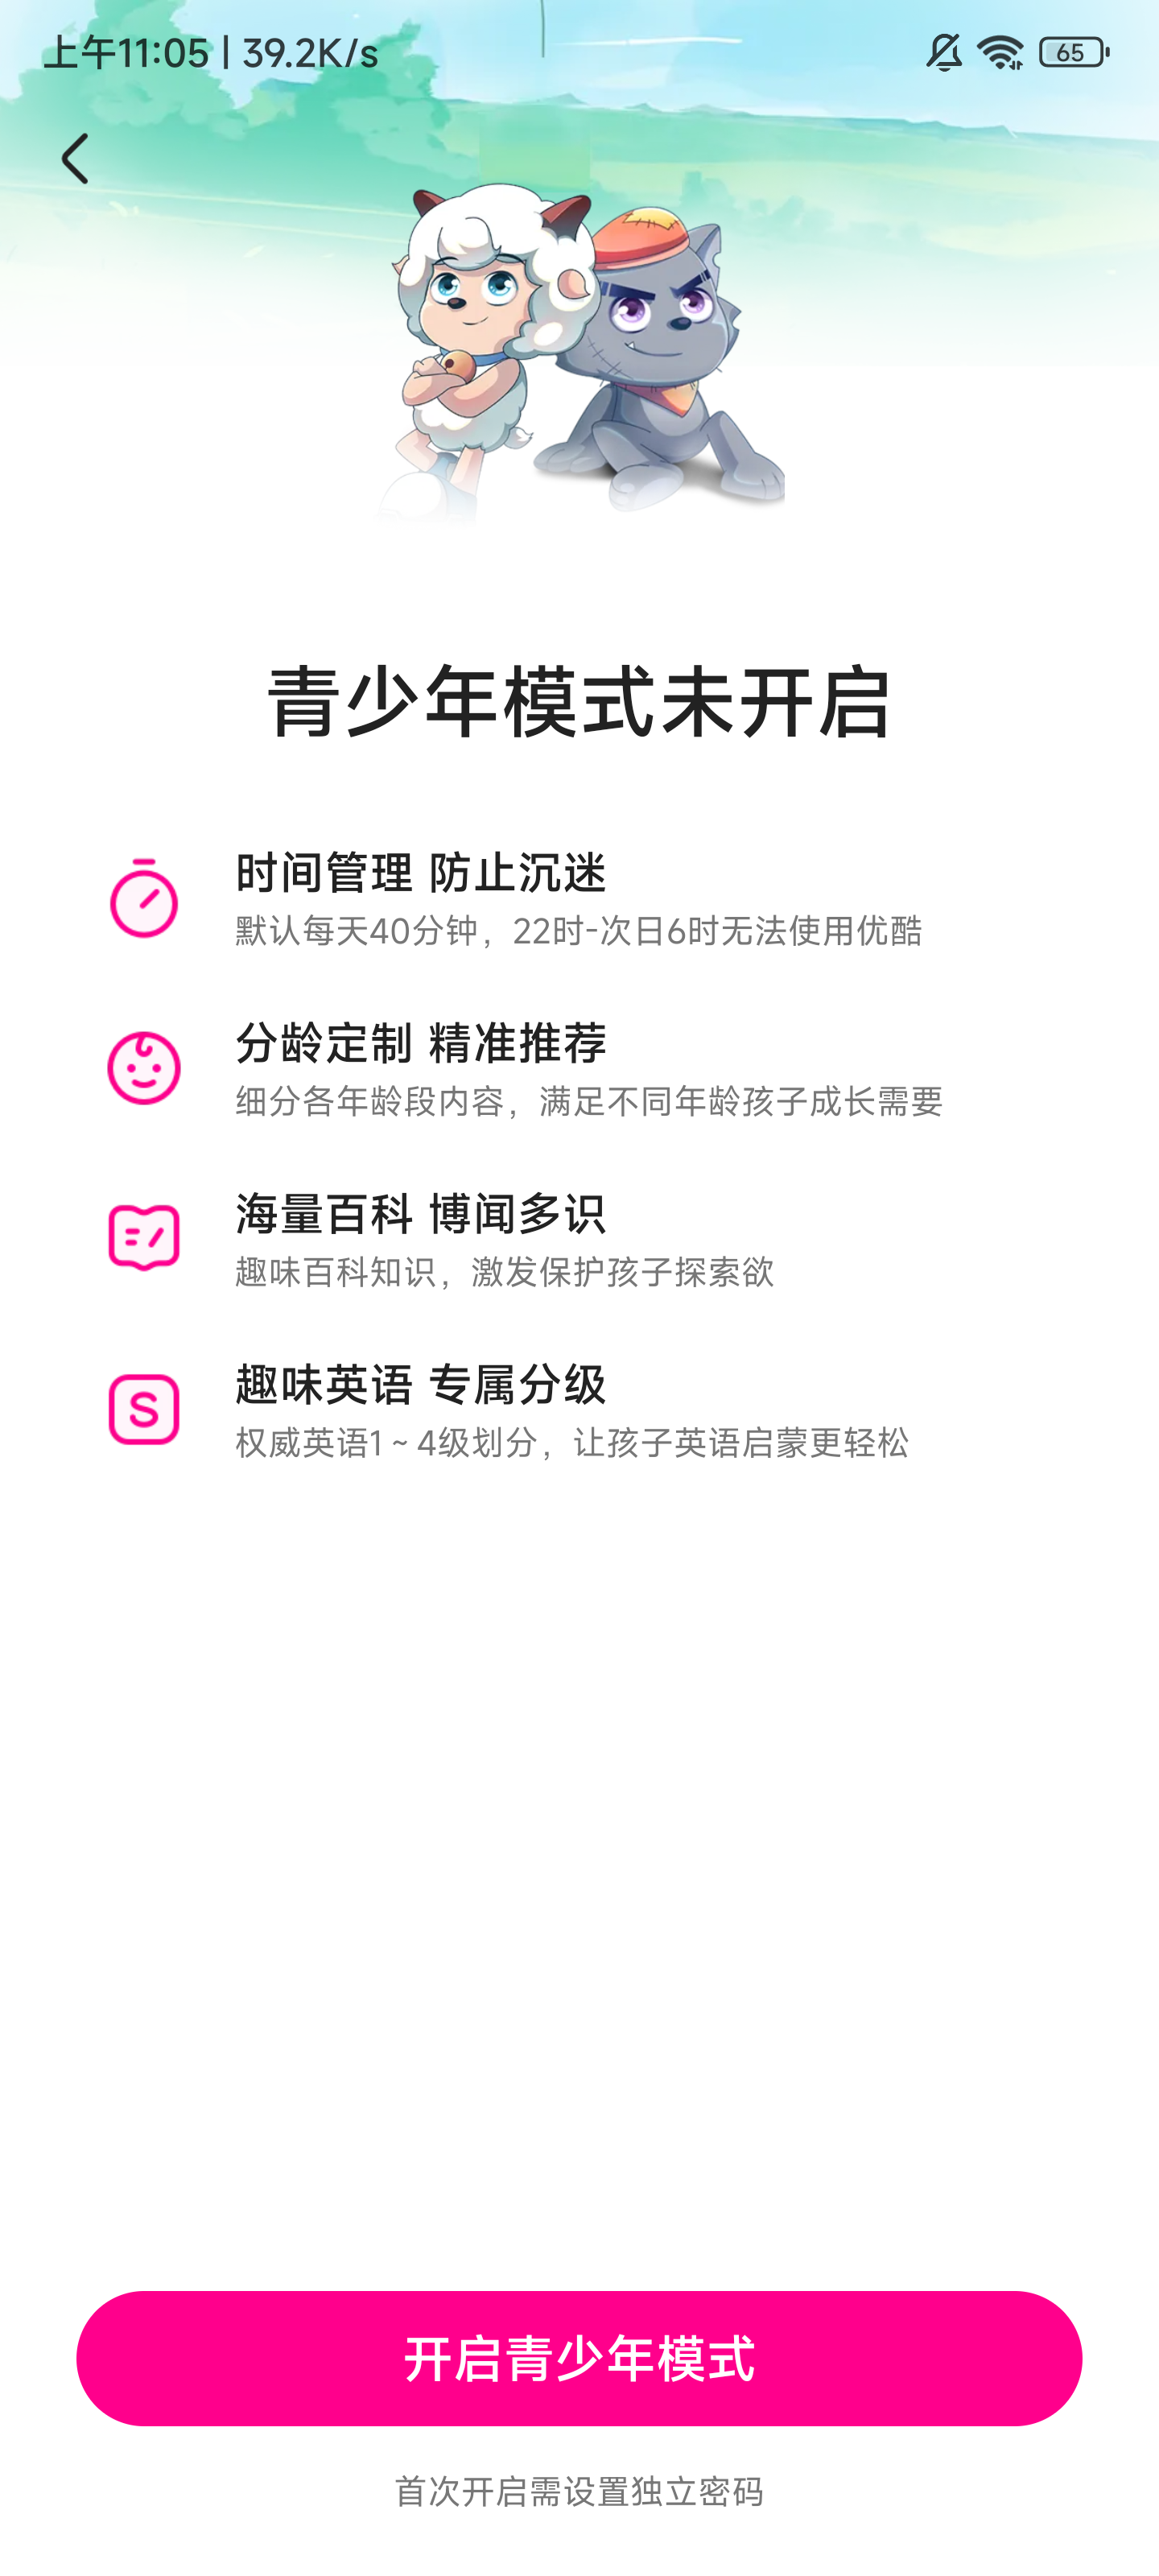 上午11:05 | 39.2K/s
65
青少年模式未开启
时间管理 防止沉迷
默认每天40分钟，22时-次日6时无法使用优酷
分龄定制 精准推荐
细分各年龄段内容，满足不同年龄孩子成长需要
海量百科 博闻多识
趣味百科知识，激发保护孩子探索欲
S
趣味英语 专属分级
权威英语1~4级划分，让孩子英语启蒙更轻松
开启青少年模式
首次开启需设置独立密码